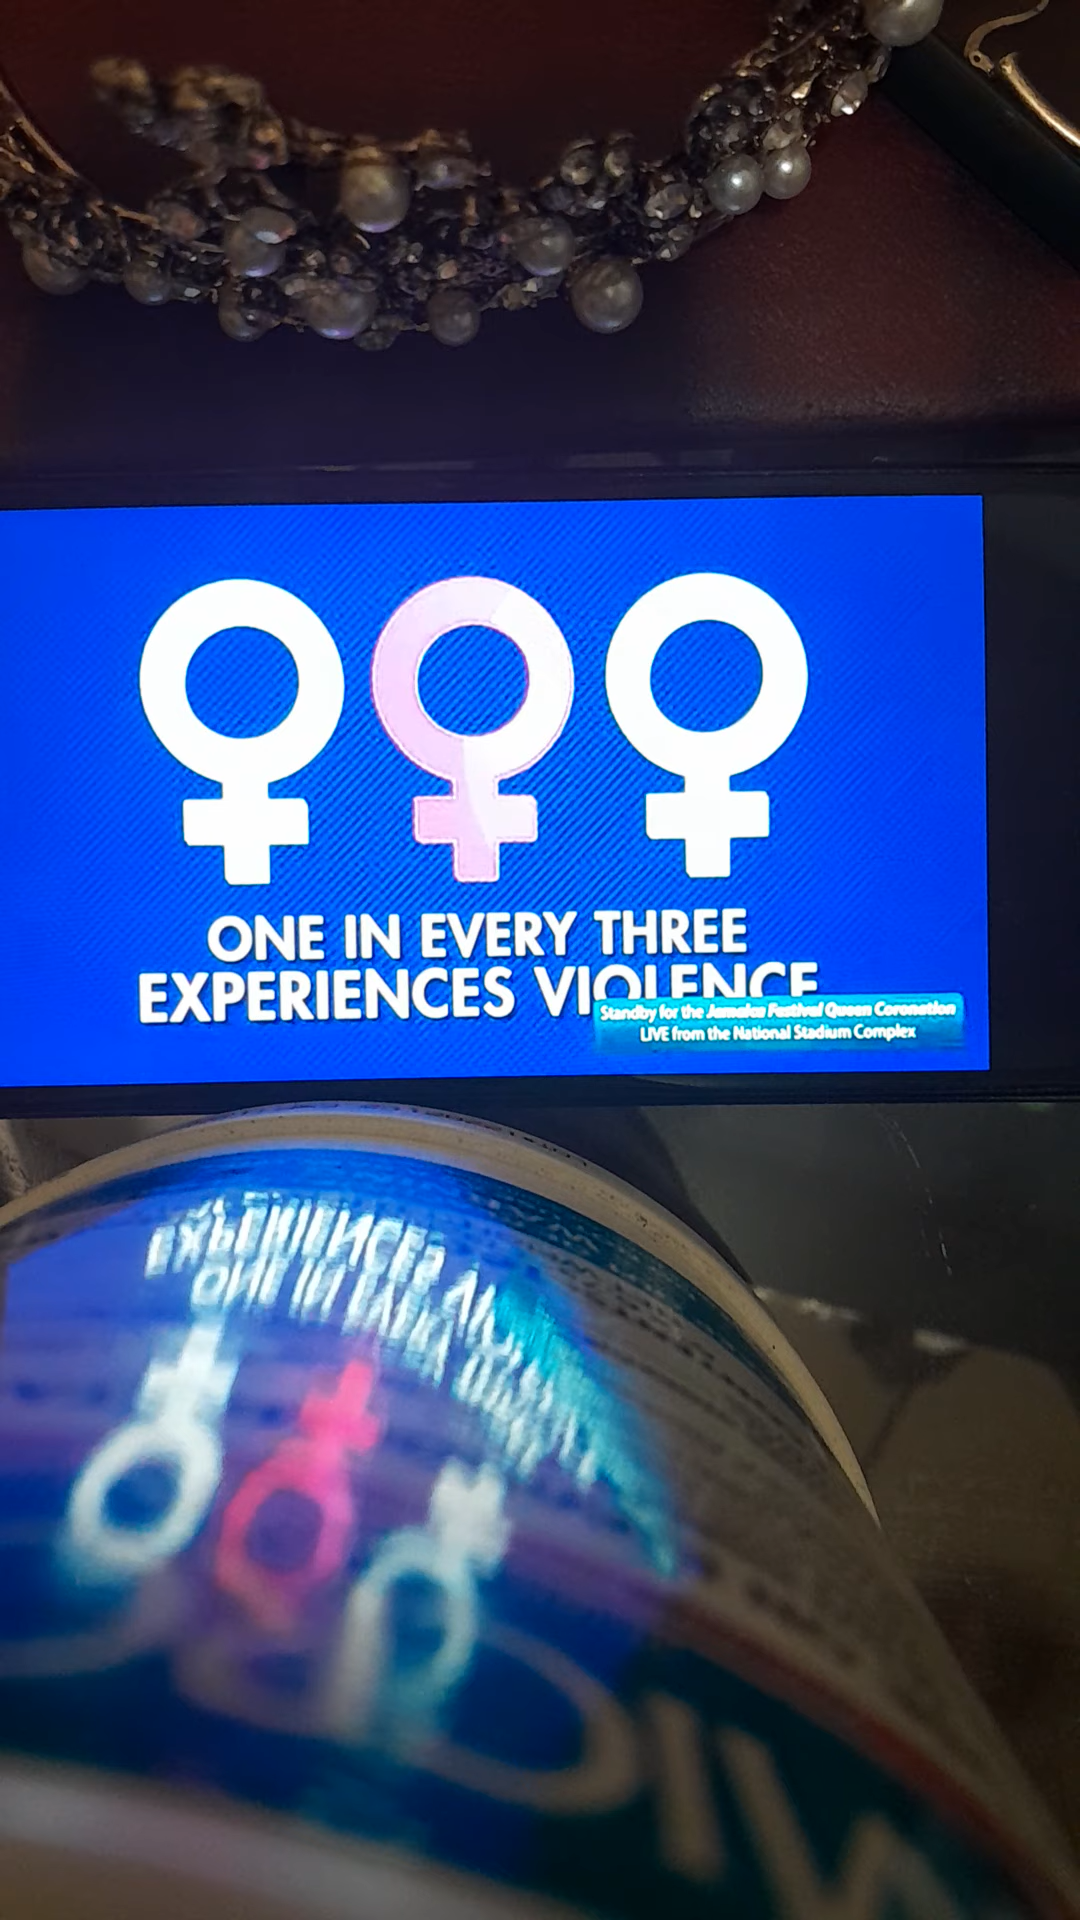 ONE IN EVERY THREE
EXPERIENCES VIOLENCE
Standby for the Jamaica Festival Queen Coronation
LIVE from the National Stadium Complex